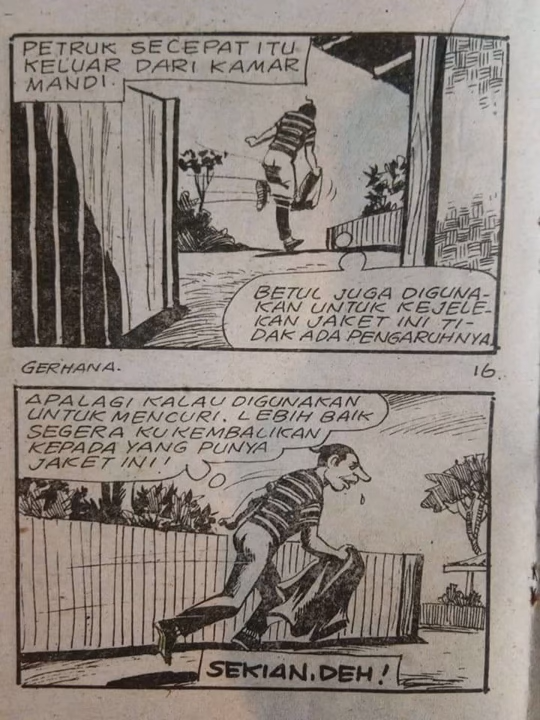 PETRUK SECEPAT ITU
KELUAR DARI KAMAR
MANDI.
BETUL JUGA DIGUNA-
KAN UNTUK KEJELE-
KAN JAKET INI TI-
DAK ADA PENGARUHNYA
GERHANA.
16.
APALAGI KALAU DIGUNAKAN
UNTUK MENCURI. LEBIH BAIK
SEGERA KU KEMBALIKAN
KEPADA YANG PUNYA
JAKET INI!
SEKIAN, DEH!